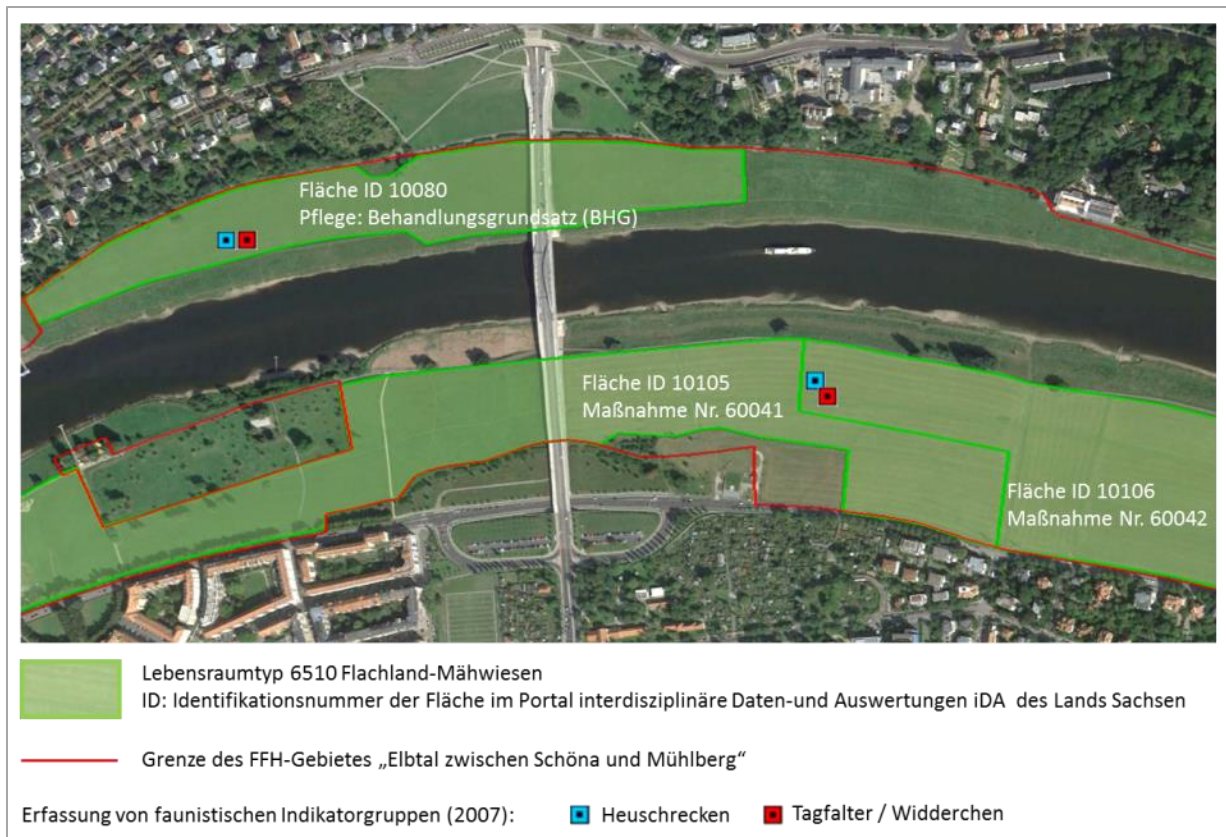 Fläche ID 10080
Pflege: Behandlungsgrundsatz (BHG)
Fläche ID 10105
Maßnahme Nr. 60041
Fläche ID 10106
Maßnahme Nr. 60042
Lebensraumtyp 6510 Flachland-Mähwiesen
ID: Identifikationsnummer der Fläche im Portal interdisziplinäre Daten-und Auswertungen iDA des Lands Sachsen
Grenze des FFH-Gebietes „Elbtal zwischen Schöna und Mühlberg“
Erfassung von faunistischen Indikatorgruppen (2007): Heuschrecken Tagfalter / Widderchen